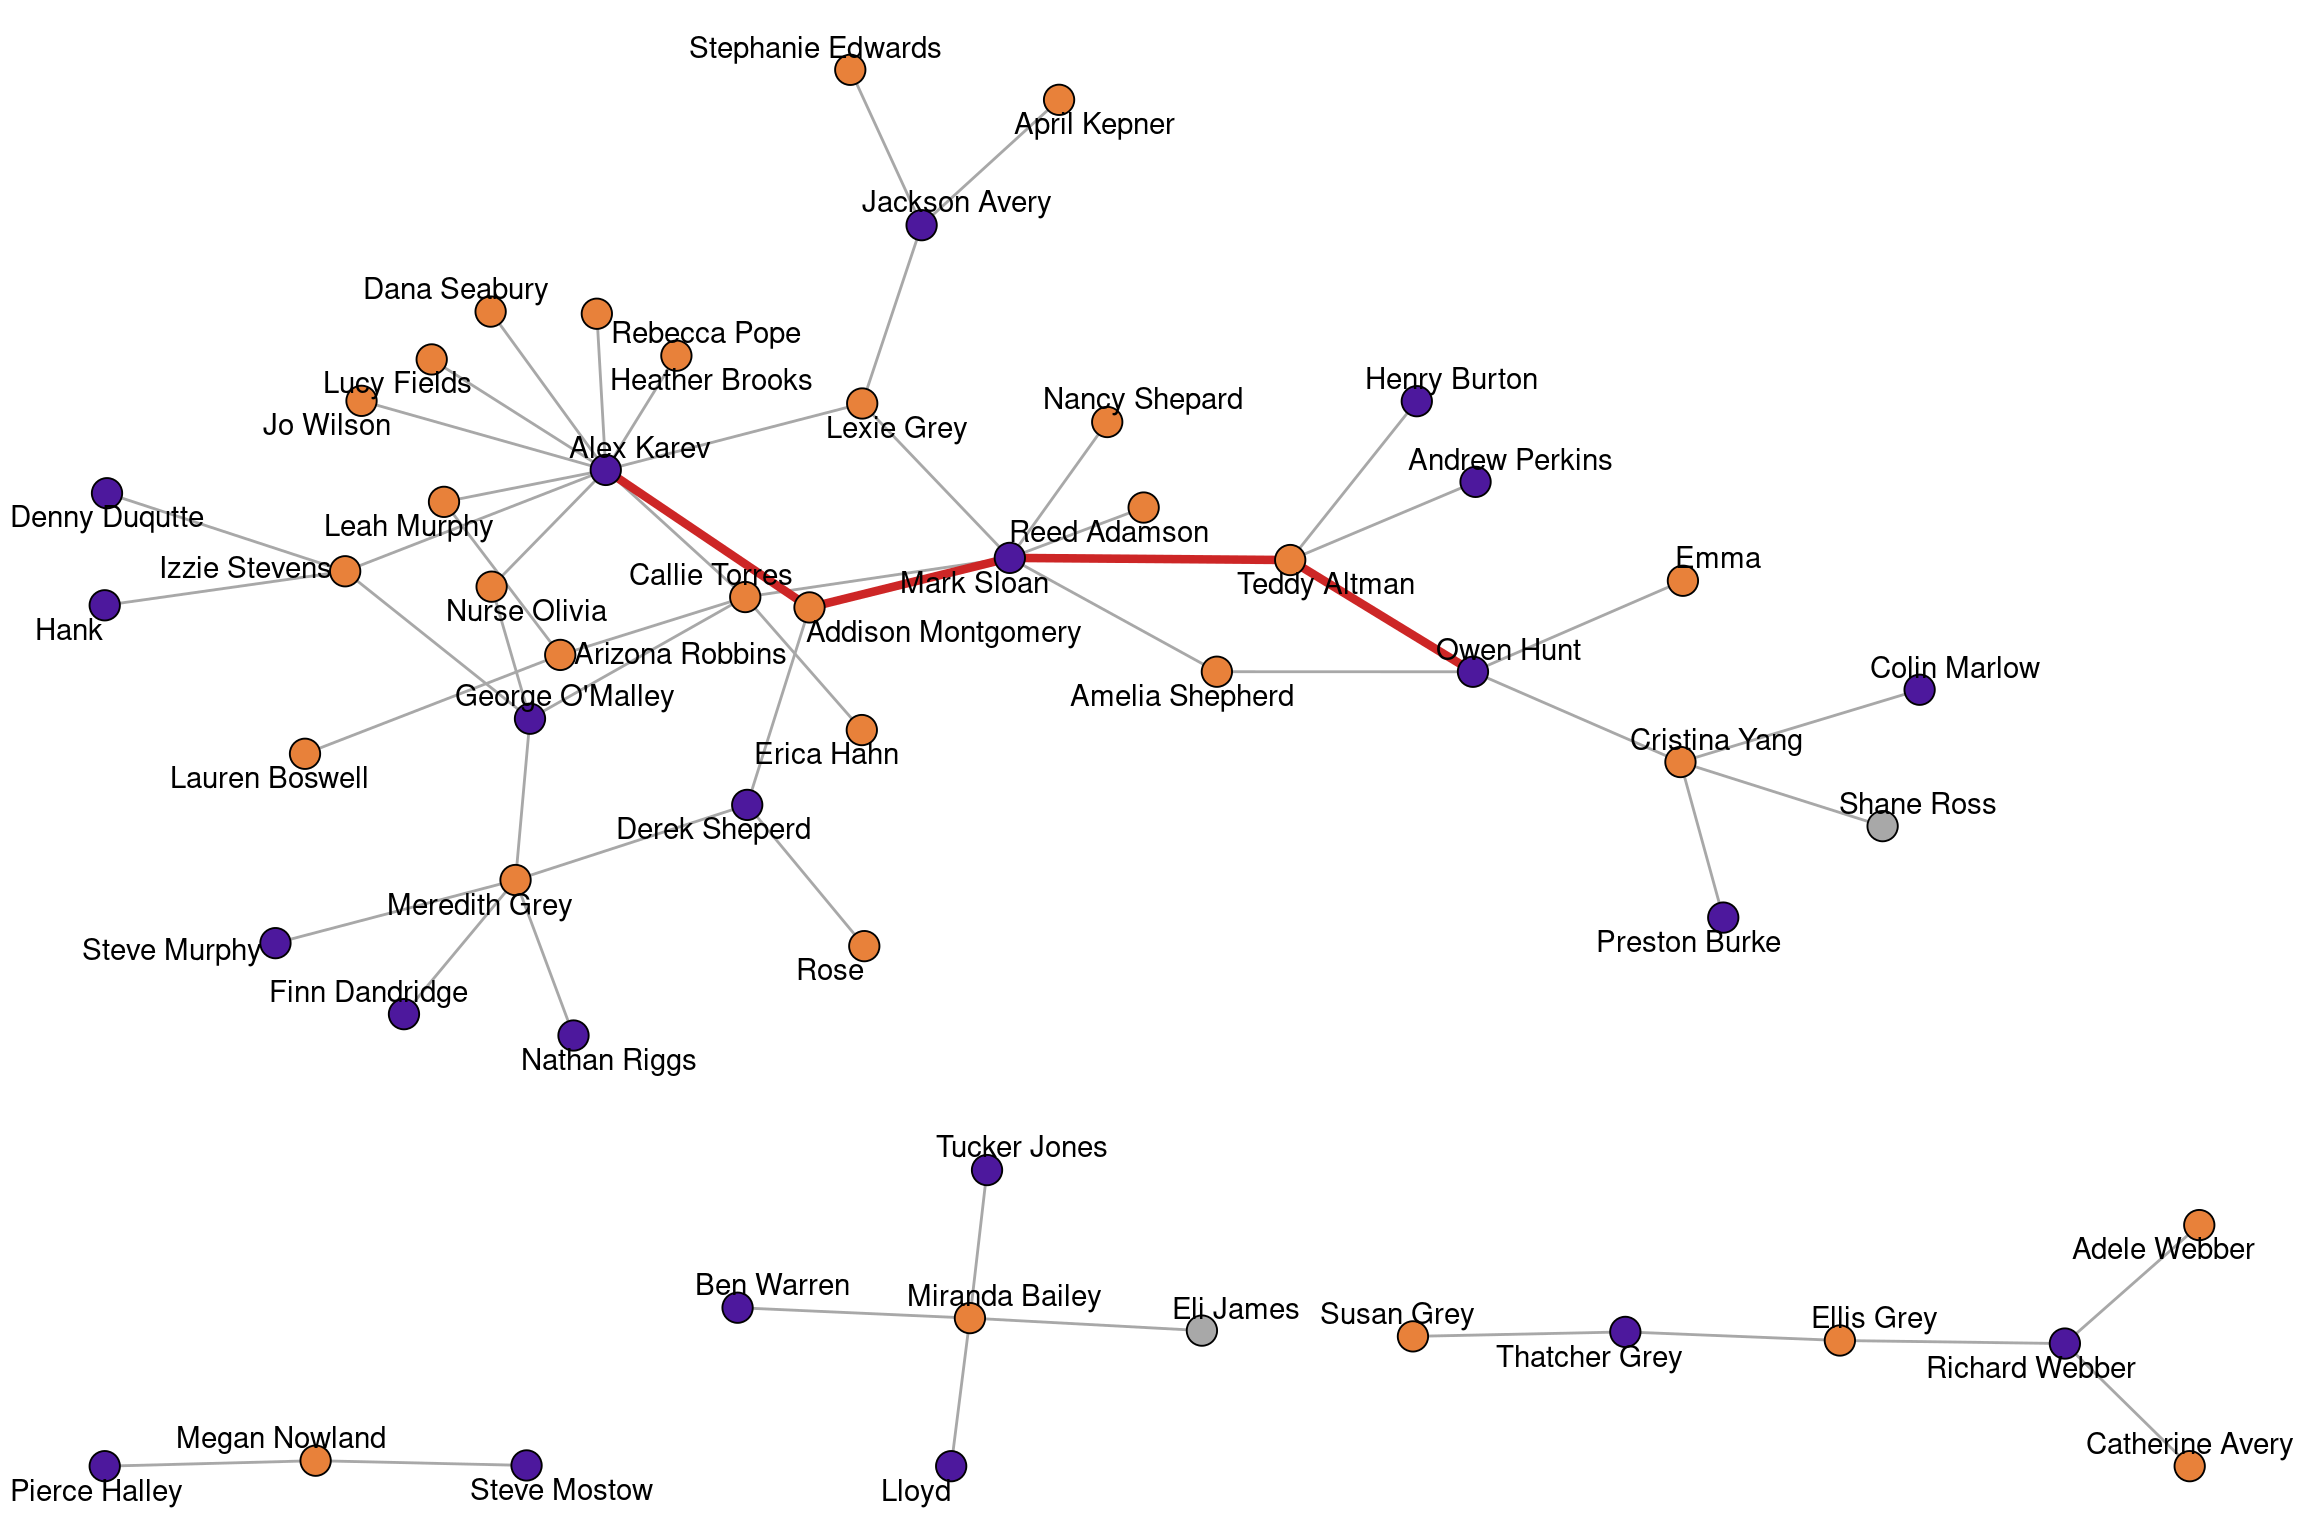 Stephanie Edwards
April Kepner
Jackson Avery
Dana Seabury
Rebecca Pope
Heather Brooks
Lucy Fields
Jo Wilson
Lexie Grey
Nancy Shepard
Henry Burton
Alex Karev
Andrew Perkins
Denny Duqutte
Leah Murphy
Reed Adamson
Izzie Stevens
Callie Torres
Mark Sloan
Teddy Altman
Emma
Hank
Nurse Olivia
Addison Montgomery
Arizona Robbins
Owen Hunt
Colin Marlow
George O'Malley
Amelia Shepherd
Cristina Yang
Erica Hahn
Lauren Boswell
Derek Sheperd
Shane Ross
Meredith Grey
Preston Burke
Steve Murphy
Rose
Finn Dandridge
Nathan Riggs
Tucker Jones
Adele Webber
Ben Warren
Miranda Bailey
Eli James
Susan Grey
Ellis Grey
Thatcher Grey
Richard Webber
Megan Nowland
Catherine Avery
Pierce Halley
Steve Mostow
Lloyd